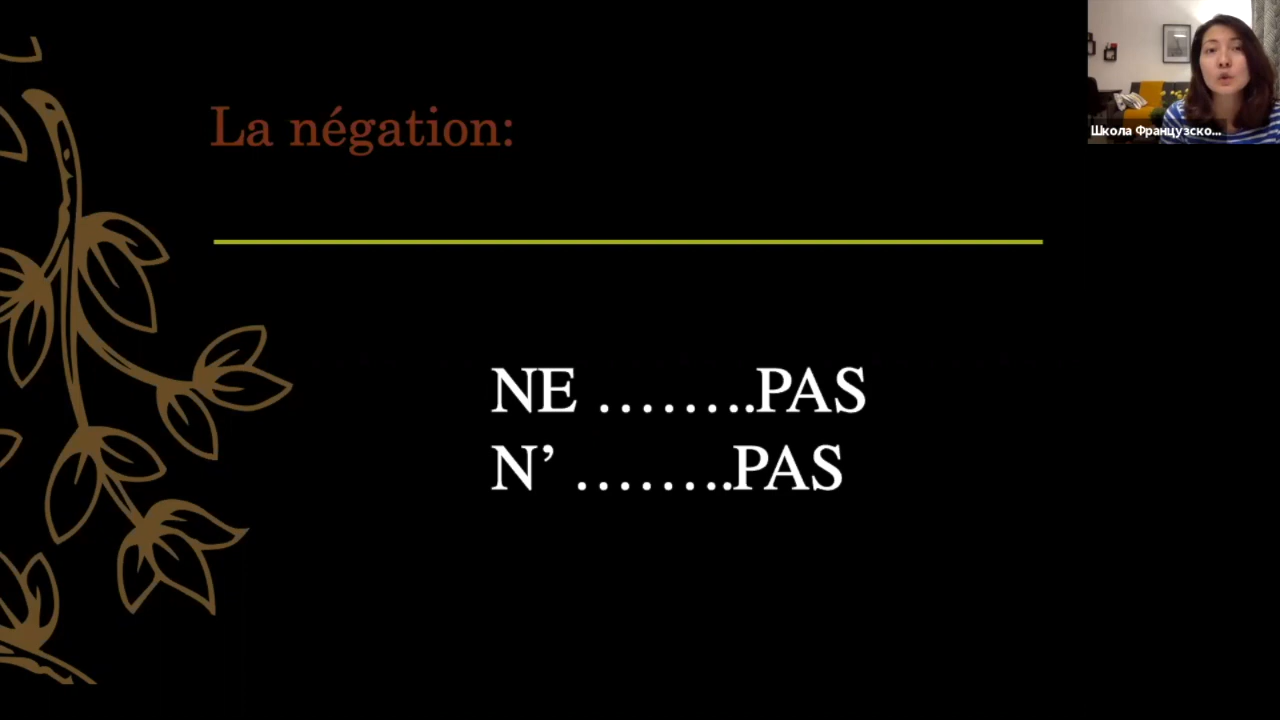 La négation:
NE ........PAS
N’ ........PAS
Школа Французско...